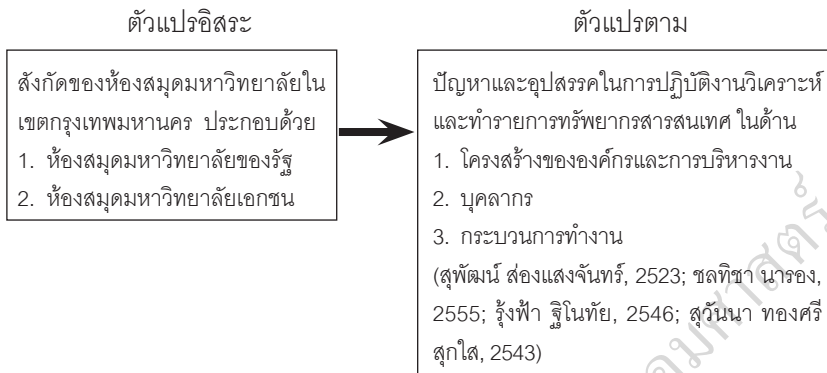 ตัวแปรอิสระ
สังกัดของห้องสมุดมหาวิทยาลัยใน
เขตกรุงเทพมหานคร ประกอบด้วย
1. ห้องสมุดมหาวิทยาลัยของรัฐ
2. ห้องสมุดมหาวิทยาลัยเอกชน
ตัวแปรตาม
ปัญหาและอุปสรรคในการปฏิบัติงานวิเคราะห์
และทำรายการทรัพยากรสารสนเทศ ในด้าน
1. โครงสร้างขององค์กรและการบริหารงาน
2. บุคลากร
3. กระบวนการทำงาน
(สุพัฒน์ ส่องแสงจันทร์, 2523; ชลทิชา นารอง,
2555; รุ้งฟ้า ฐิโนทัย, 2546; สุวันนา ทองศรี
สุกใส, 2543)